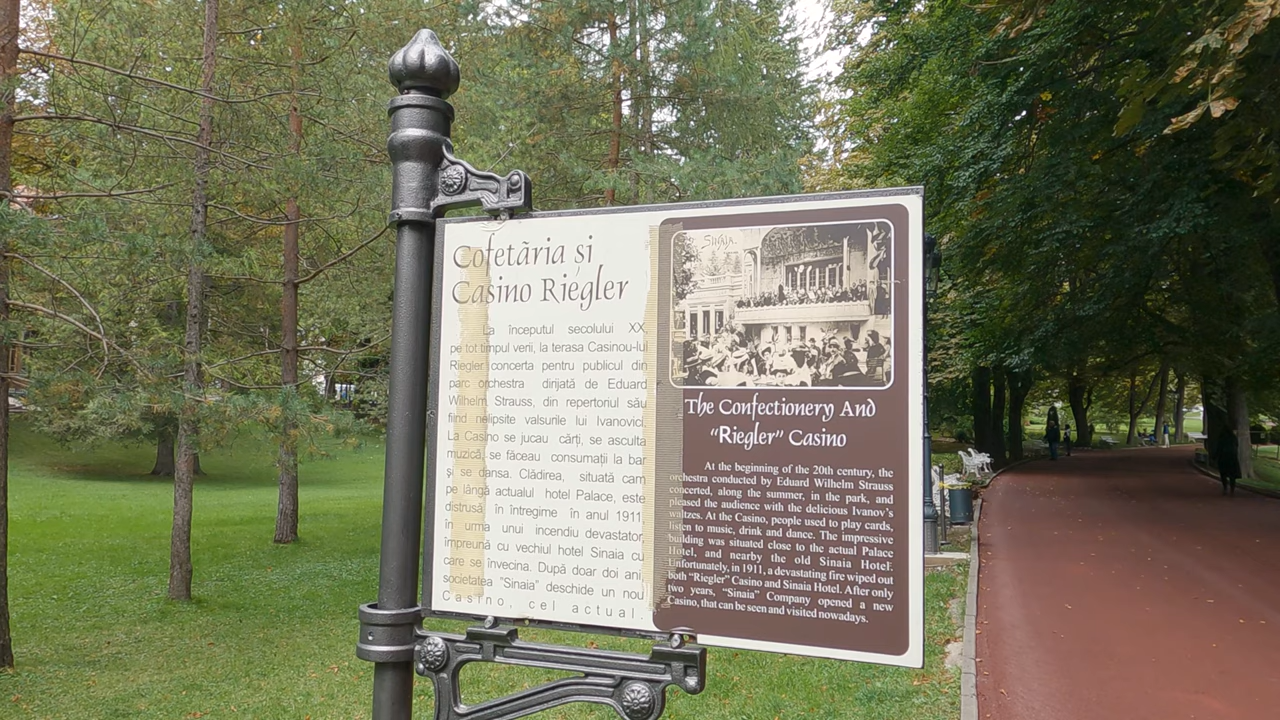 Cofetãria și
Casino Riegler
La începutul secolului XX,
pe tot timpul verii, la terasa Casinou-lui
Riegler concerta pentru publicul din
parc orchestra dirijată de Eduard
Wilhelm Strauss, din repertoriul său
fiind nelipsite valsurile lui Ivanovici.
La Casino se jucau cărți, se asculta
muzică, se făceau consumații la bar
și se dansa. Clădirea, situată cam
pe lângă actualul hotel Palace, este
distrusă în întregime în anul 1911,
în urma unui incendiu devastator,
împreună cu vechiul hotel Sinaia cu
care se învecina. După doar doi ani,
societatea "Sinaia" deschide un nou
Casino, cel actual.
SINAIA.
The Confectionery And
"Riegler" Casino
At the beginning of the 20th century, the
orchestra conducted by Eduard Wilhelm Strauss
concerted, along the summer, in the park, and
pleased the audience with the delicious Ivanov's
waltzes. At the Casino, people used to play cards,
listen to music, drink and dance. The impressive
building was situated close to the actual Palace
Hotel, and nearby the old Sinaia Hotel.
Unfortunately, in 1911, a devastating fire wiped out
both "Riegler" Casino and Sinaia Hotel. After only
two years, "Sinaia" Company opened a new
Casino, that can be seen and visited nowadays.